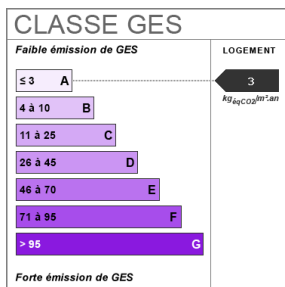 CLASSE GES
Faible émission de GES
LOGEMENT
≤ 3 A
3
kgéqCO2/m².an
4 à 10 B
11 à 25 C
26 à 45 D
46 à 70 E
71 à 95 F
> 95 G
Forte émission de GES